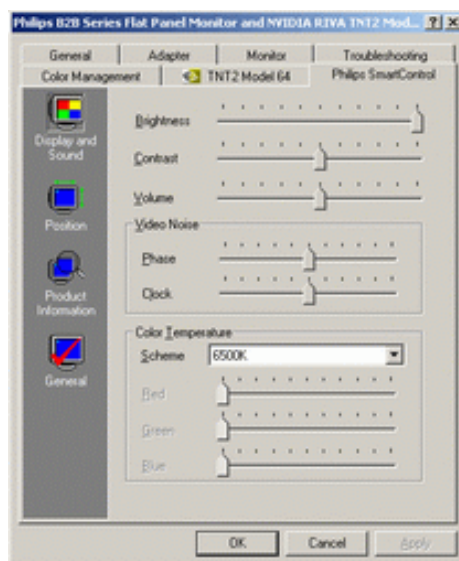 Philips B2B Series Flat Panel Monitor and NVIDIA RIVA TNT2 Mod... ? X
General Adapter Monitor Troubleshooting
Color Management TNT2 Model 64 Philips SmartControl
Display and
Sound
Position
Product
Information
General
Brightness
Contrast
Volume
Video Noise
Phase
Clock
Color Temperature
Scheme 6500K
Red
Green
Blue
OK Cancel Apply